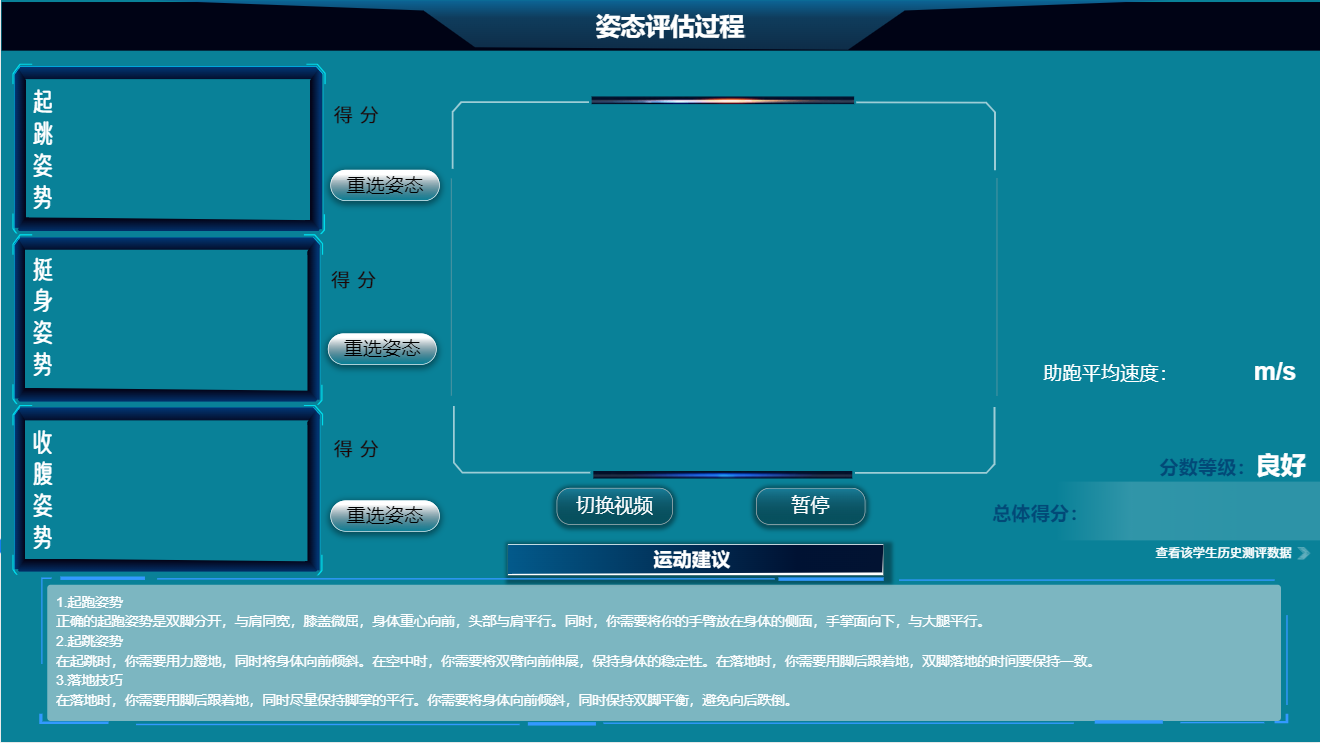 姿态评估过程
起跳姿势
得分
重选姿态
挺身姿势
得分
重选姿态
收腹姿势
得分
重选姿态
切换视频
暂停
助跑平均速度：
m/s
分数等级：
良好
总体得分：
查看该学生历史测评数据
运动建议
1.起跑姿势
正确的起跑姿势是双脚分开，与肩同宽，膝盖微屈，身体重心向前，头部与肩平行。同时，你需要将你的手臂放在身体的侧面，手掌面向下，与大腿平行。
2.起跳姿势
在起跳时，你需要用力蹬地，同时将身体向前倾斜。在空中时，你需要将双臂向前伸展，保持身体的稳定性。在落地时，你需要用脚后跟着地，双脚落地的时间要保持一致。
3.落地技巧
在落地时，你需要用脚后跟着地，同时尽量保持脚掌的平行。你需要将身体向前倾斜，同时保持双脚平衡，避免向后跌倒。